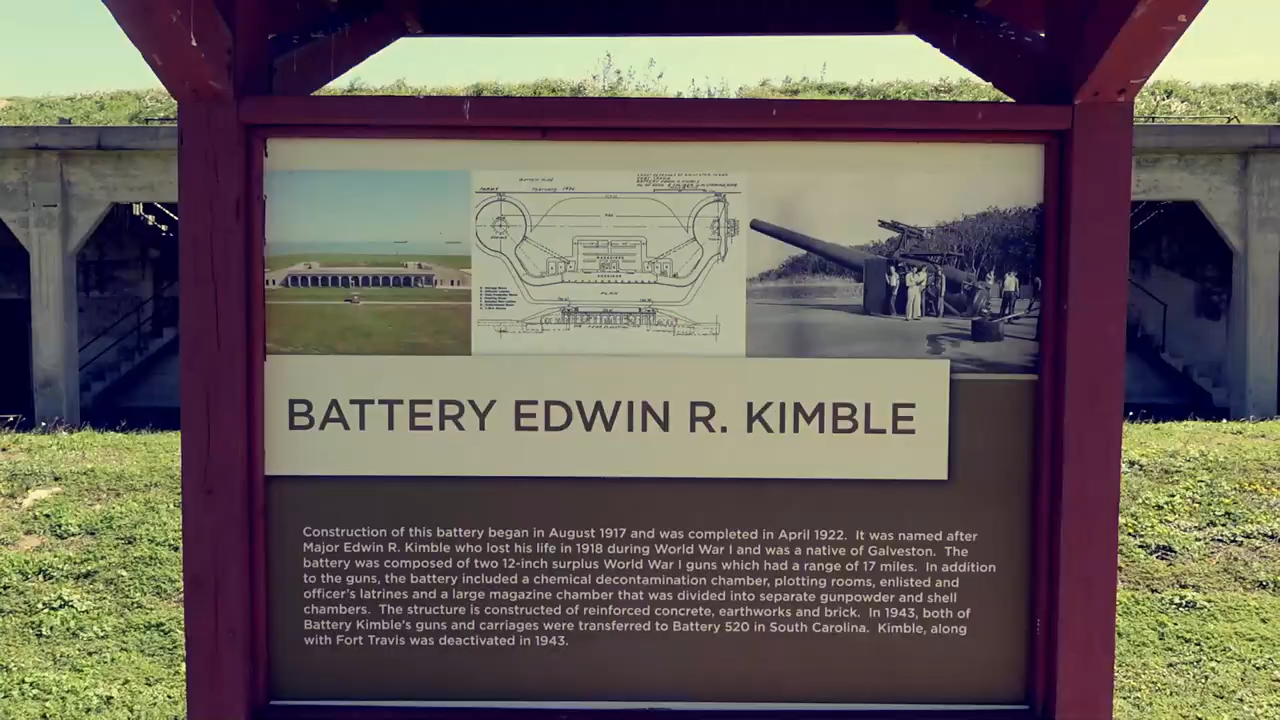 BATTERY EDWIN R. KIMBLE
Construction of this battery began in August 1917 and was completed in April 1922. It was named after
Major Edwin R. Kimble who lost his life in 1918 during World War I and was a native of Galveston. The
battery was composed of two 12-inch surplus World War I guns which had a range of 17 miles. In addition
to the guns, the battery included a chemical decontamination chamber, plotting rooms, enlisted and
officer's latrines and a large magazine chamber that was divided into separate gunpowder and shell
chambers. The structure is constructed of reinforced concrete, earthworks and brick. In 1943, both of
Battery Kimble's guns and carriages were transferred to Battery 520 in South Carolina. Kimble, along
with Fort Travis was deactivated in 1943.